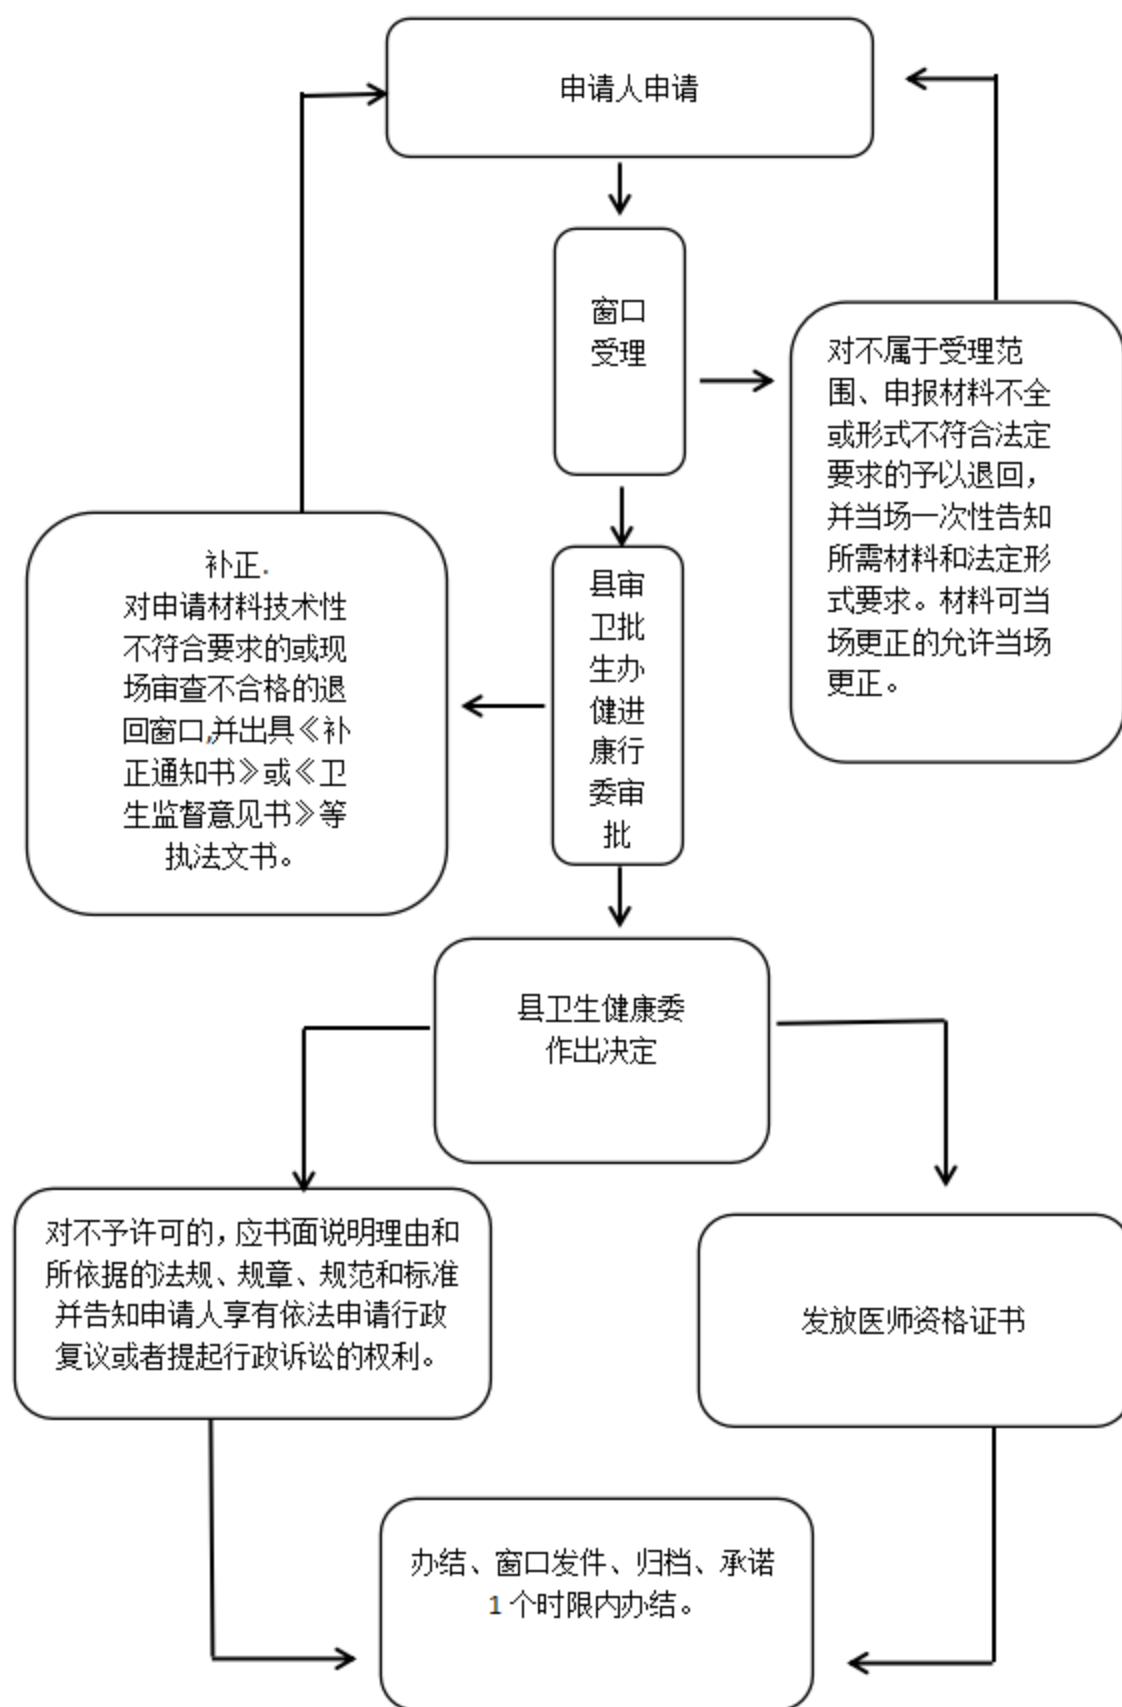 申请人申请
窗口
受理
对不属于受理范
围、申报材料不全
或形式不符合法定
要求的予以退回，
并当场一次性告知
所需材料和法定形
式要求。材料可当
场更正的允许当场
更正。
补正.
对申请材料技术性
不符合要求的或现
场审查不合格的退
回窗口,并出具《补
正通知书》或《卫
生监督意见书》等
执法文书。
县审
卫批
生办
健进
康行
委审
批
县卫生健康委
作出决定
对不予许可的，应书面说明理由和
所依据的法规、规章、规范和标准
并告知申请人享有依法申请行政
复议或者提起行政诉讼的权利。
发放医师资格证书
办结、窗口发件、归档、承诺
1 个时限内办结。